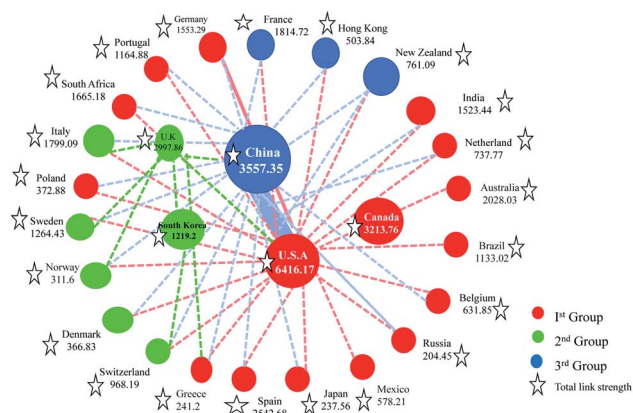 Germany
1553.29
France
1814.72
Hong Kong
503.84
New Zealand
761.09
Portugal
1164.88
South Africa
1665.18
India
1523.44
Italy
1799.09
U.K
2997.86
China
3557.35
Netherland
737.77
Poland
372.88
Australia
2028.03
Sweden
1264.43
South Korea
1219.2
Canada
3213.76
U.S.A
6416.17
Brazil
1133.02
Norway
311.6
Belgium
631.85
Denmark
366.83
Russia
204.45
Switzerland
968.19
Greece
241.2
Spain
2542.68
Japan
237.56
Mexico
578.21
1st Group
2nd Group
3rd Group
Total link strength